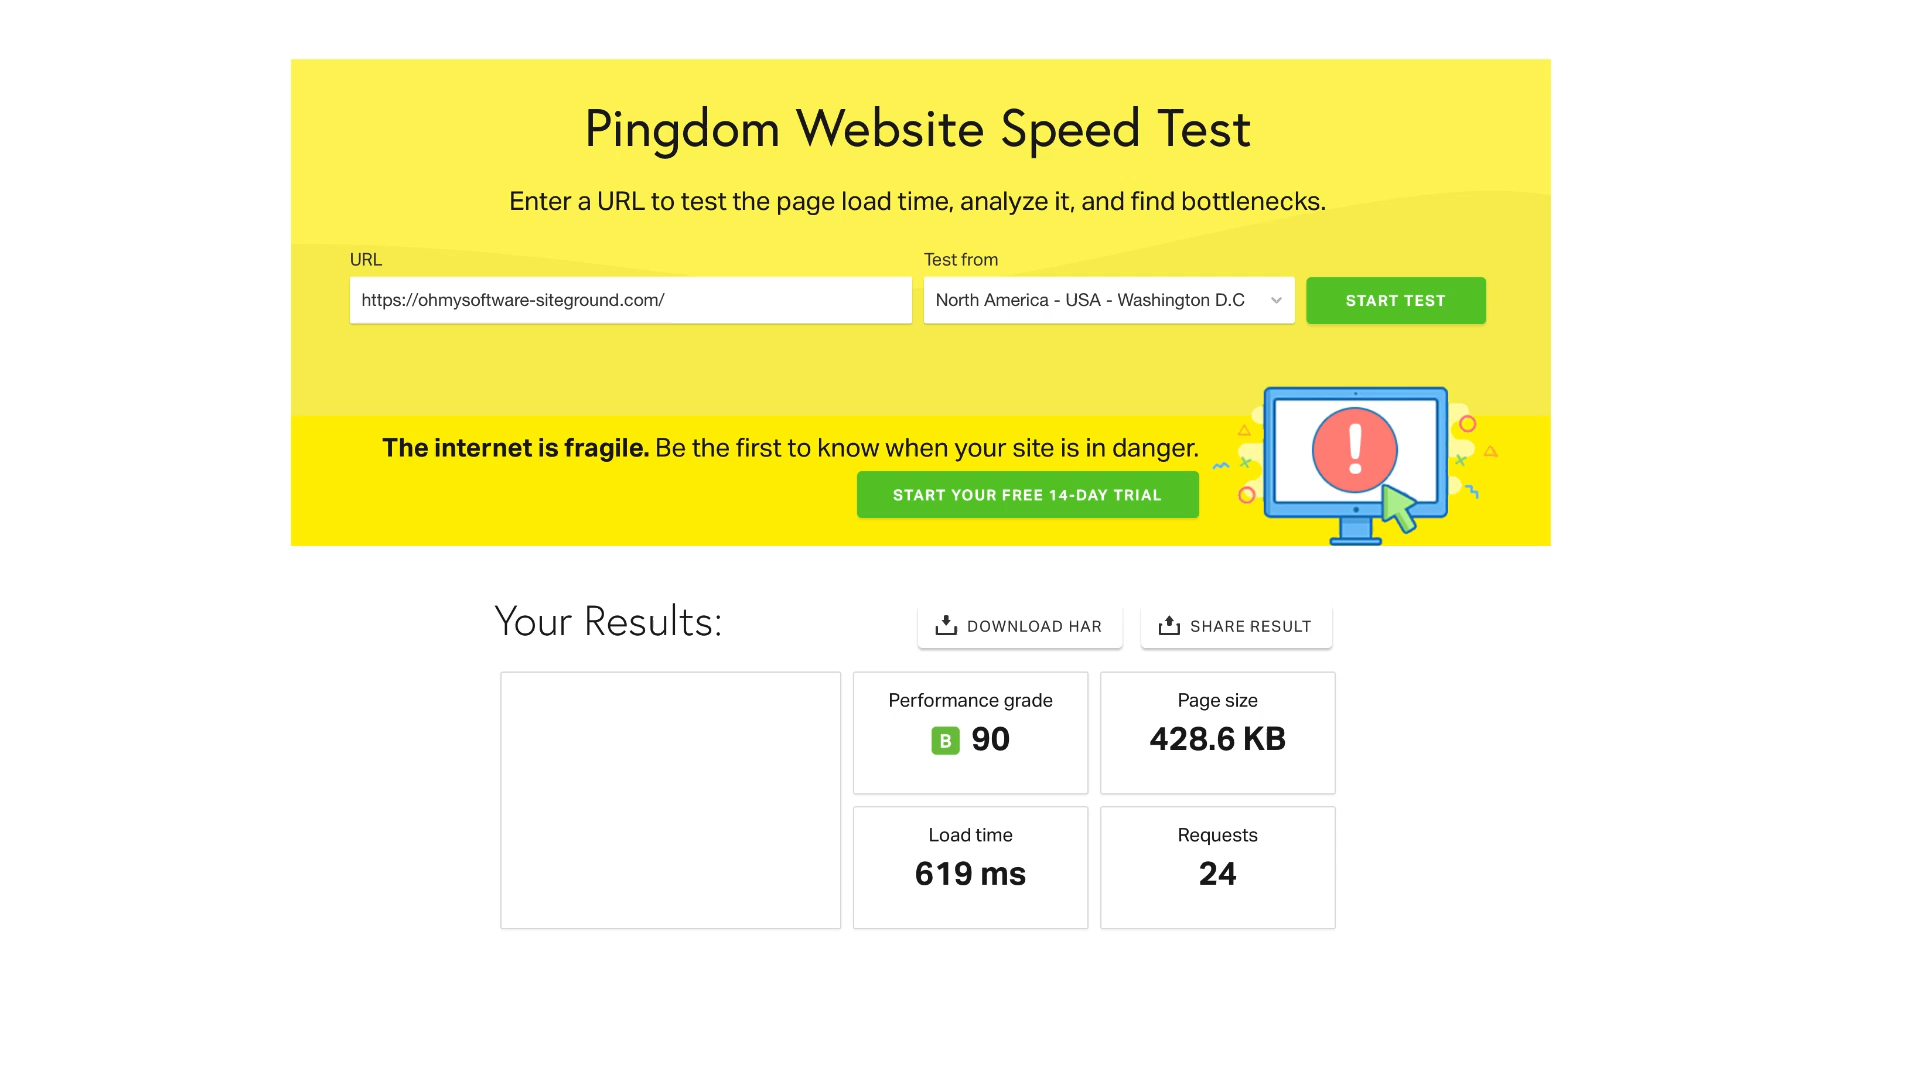 Pingdom Website Speed Test
Enter a URL to test the page load time, analyze it, and find bottlenecks.
URL
https://ohmysoftware-siteground.com/
Test from
North America - USA - Washington D.C
START TEST
The internet is fragile. Be the first to know when your site is in danger.
START YOUR FREE 14-DAY TRIAL
Your Results:
DOWNLOAD HAR
SHARE RESULT
Performance grade
B 90
Page size
428.6 KB
Load time
619 ms
Requests
24